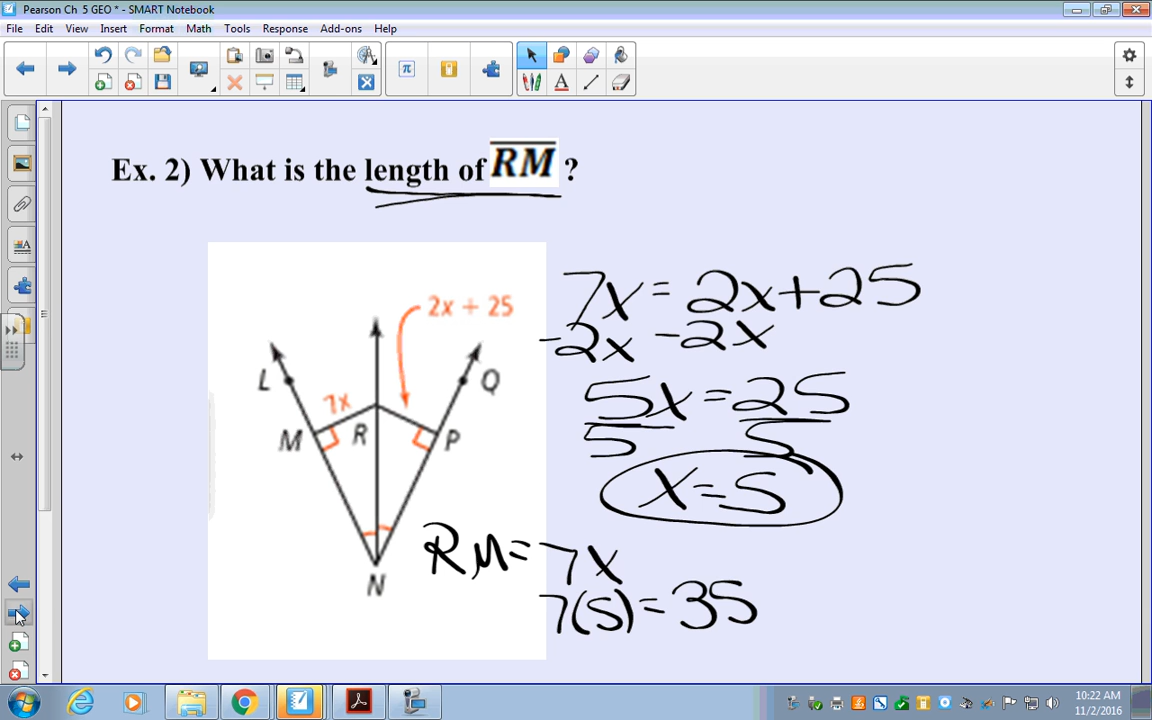 Pearson Ch 5 GEO * - SMART Notebook
File Edit View Insert Format Math Tools Response Add-ons Help
π
A
Ex. 2) What is the length of RM ?
7x = 2x+25
-2x -2x
5x = 25
5 5
x=5
2x + 25
L
Q
7x
M
R
P
N
RM= 7x
7(5) = 35
10:22 AM
11/2/2016